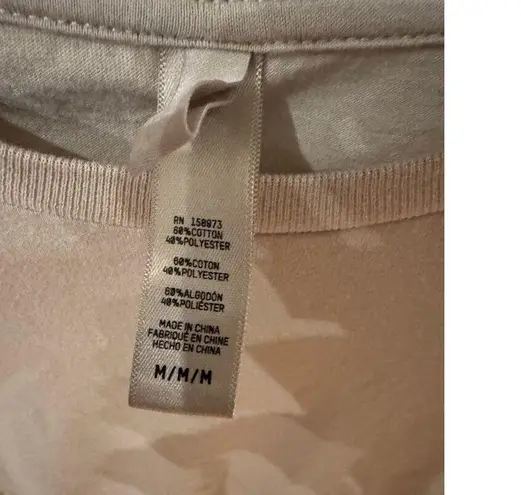 RN 158973
60%COTTON
40%POLYESTER
60%COTON
40%POLYESTER
60%ALGODÓN
40%POLIÉSTER
MADE IN CHINA
FABRIQUÉ EN CHINE
HECHO EN CHINA
M/M/M